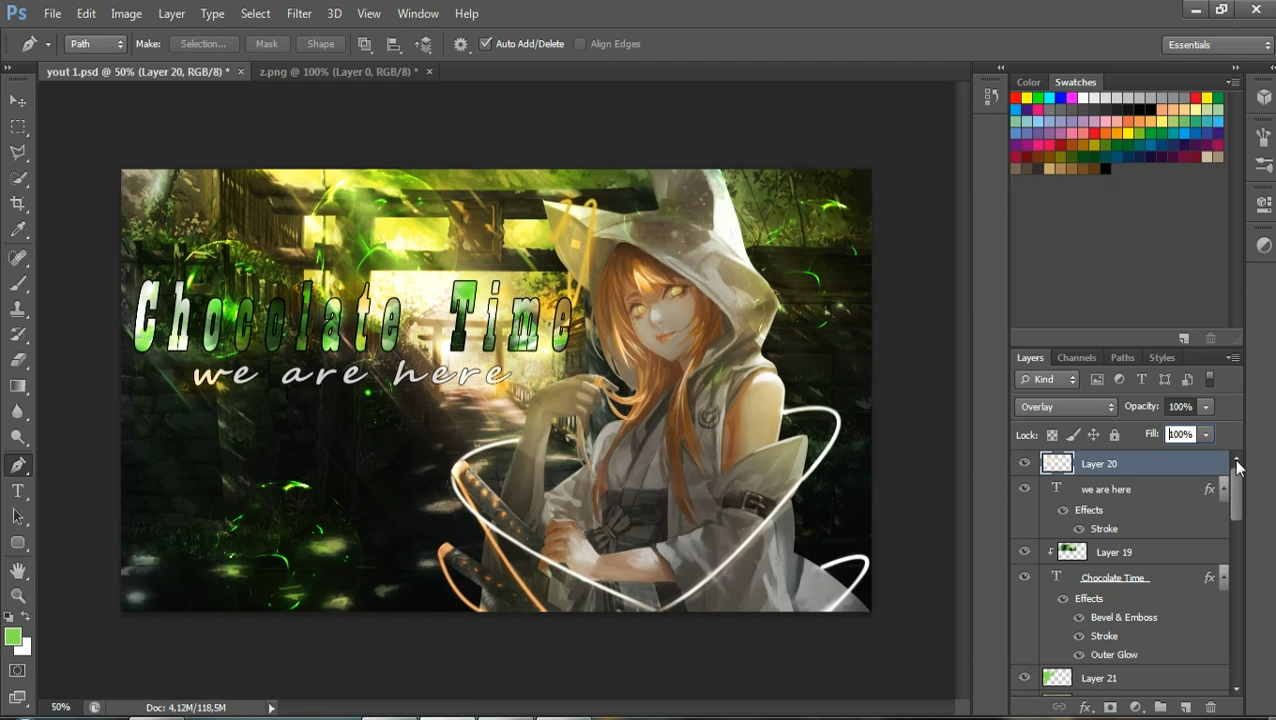 Ps File Edit Image Layer Type Select Filter 3D View Window Help
Path Make: Selection... Mask Shape Auto Add/Delete Align Edges Essentials
yout 1.psd @ 50% (Layer 20, RGB/8) * × z.png @ 100% (Layer 0, RGB/8) * ×
Color Swatches
Chocolate Time
we are here
Layers Channels Paths Styles
Kind
Overlay Opacity: 100%
Lock: Fill: 100%
Layer 20
T we are here fx
Effects
Stroke
Layer 19
T Chocolate Time fx
Effects
Bevel & Emboss
Stroke
Outer Glow
Layer 21
50% Doc: 4,12M/118,5M